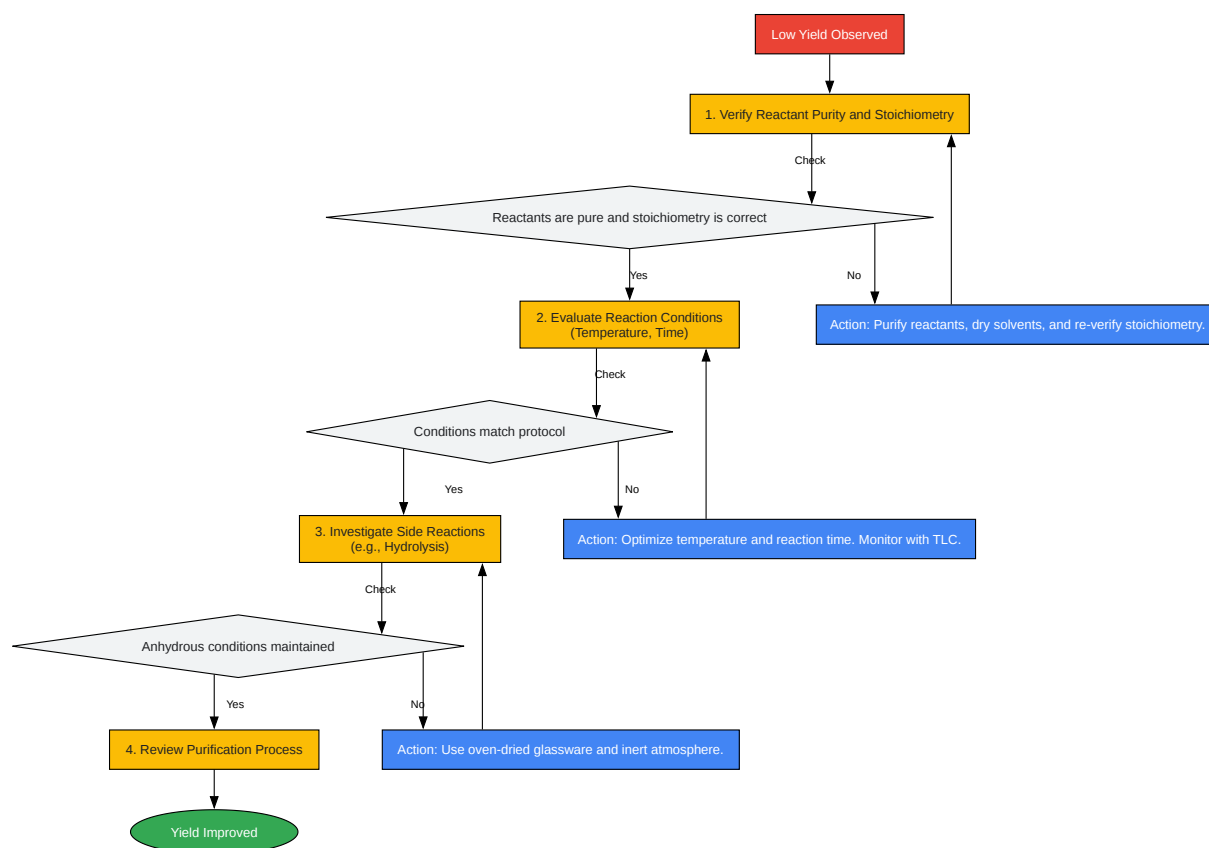 Low Yield Observed
1. Verify Reactant Purity and Stoichiometry
Check
Reactants are pure and stoichiometry is correct
Yes
No
2. Evaluate Reaction Conditions
(Temperature, Time)
Action: Purify reactants, dry solvents, and re-verify stoichiometry.
Check
Conditions match protocol
Yes
No
3. Investigate Side Reactions
(e.g., Hydrolysis)
Action: Optimize temperature and reaction time. Monitor with TLC.
Check
Anhydrous conditions maintained
Yes
No
4. Review Purification Process
Action: Use oven-dried glassware and inert atmosphere.
Yield Improved